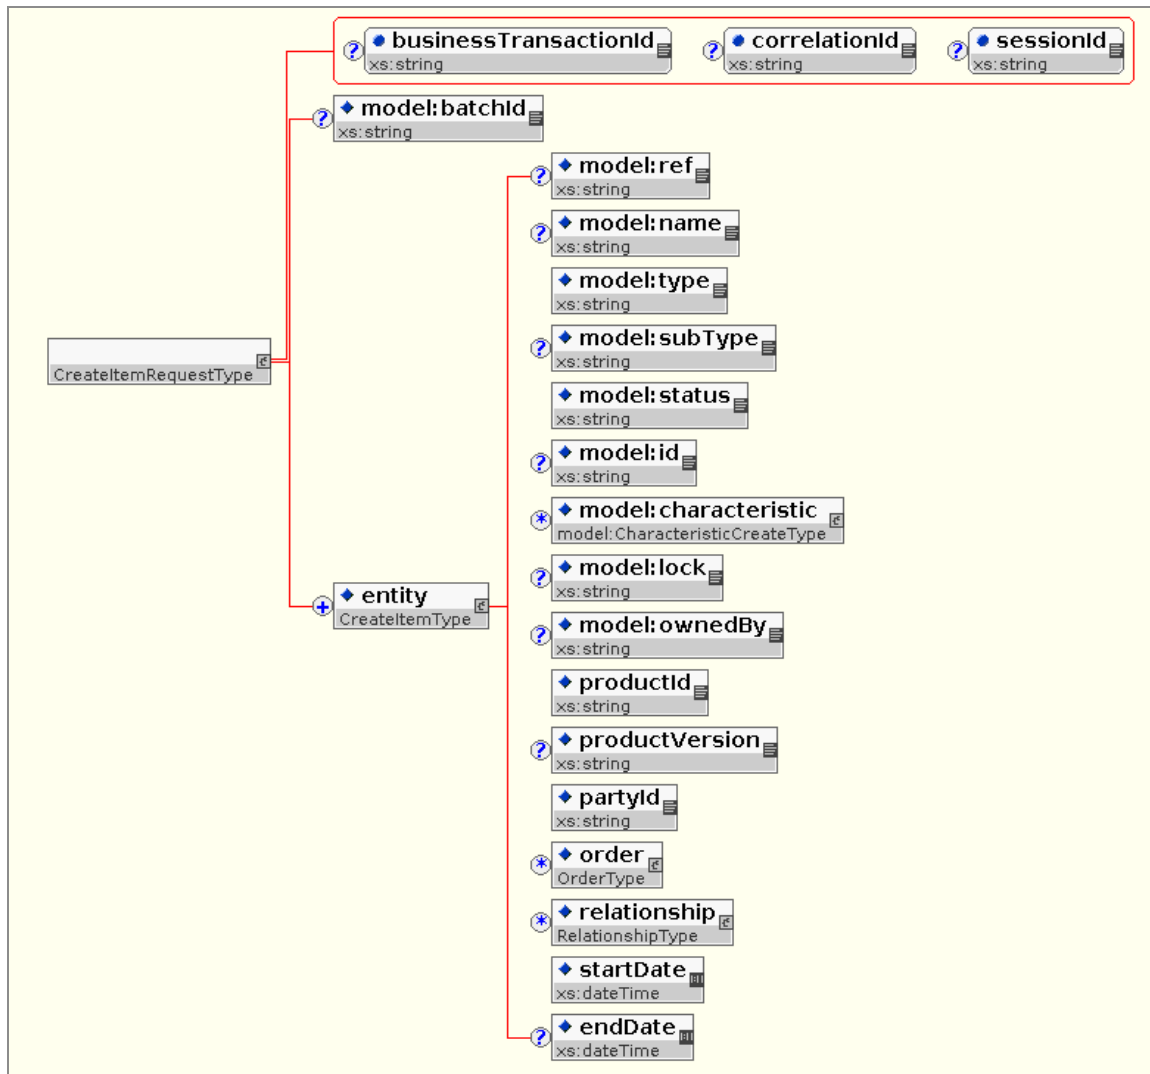 businessTransactionId correlationId sessionId
xs:string xs:string xs:string
model:batchId
xs:string
model:ref
xs:string
model:name
xs:string
model:type
xs:string
model:subType
xs:string
CreateItemRequestType
model:status
xs:string
model:id
xs:string
model:characteristic
model:CharacteristicCreateType
model:lock
xs:string
entity
CreateItemType
model:ownedBy
xs:string
productId
xs:string
productVersion
xs:string
partyId
xs:string
order
OrderType
relationship
RelationshipType
startDate
xs:dateTime
endDate
xs:dateTime